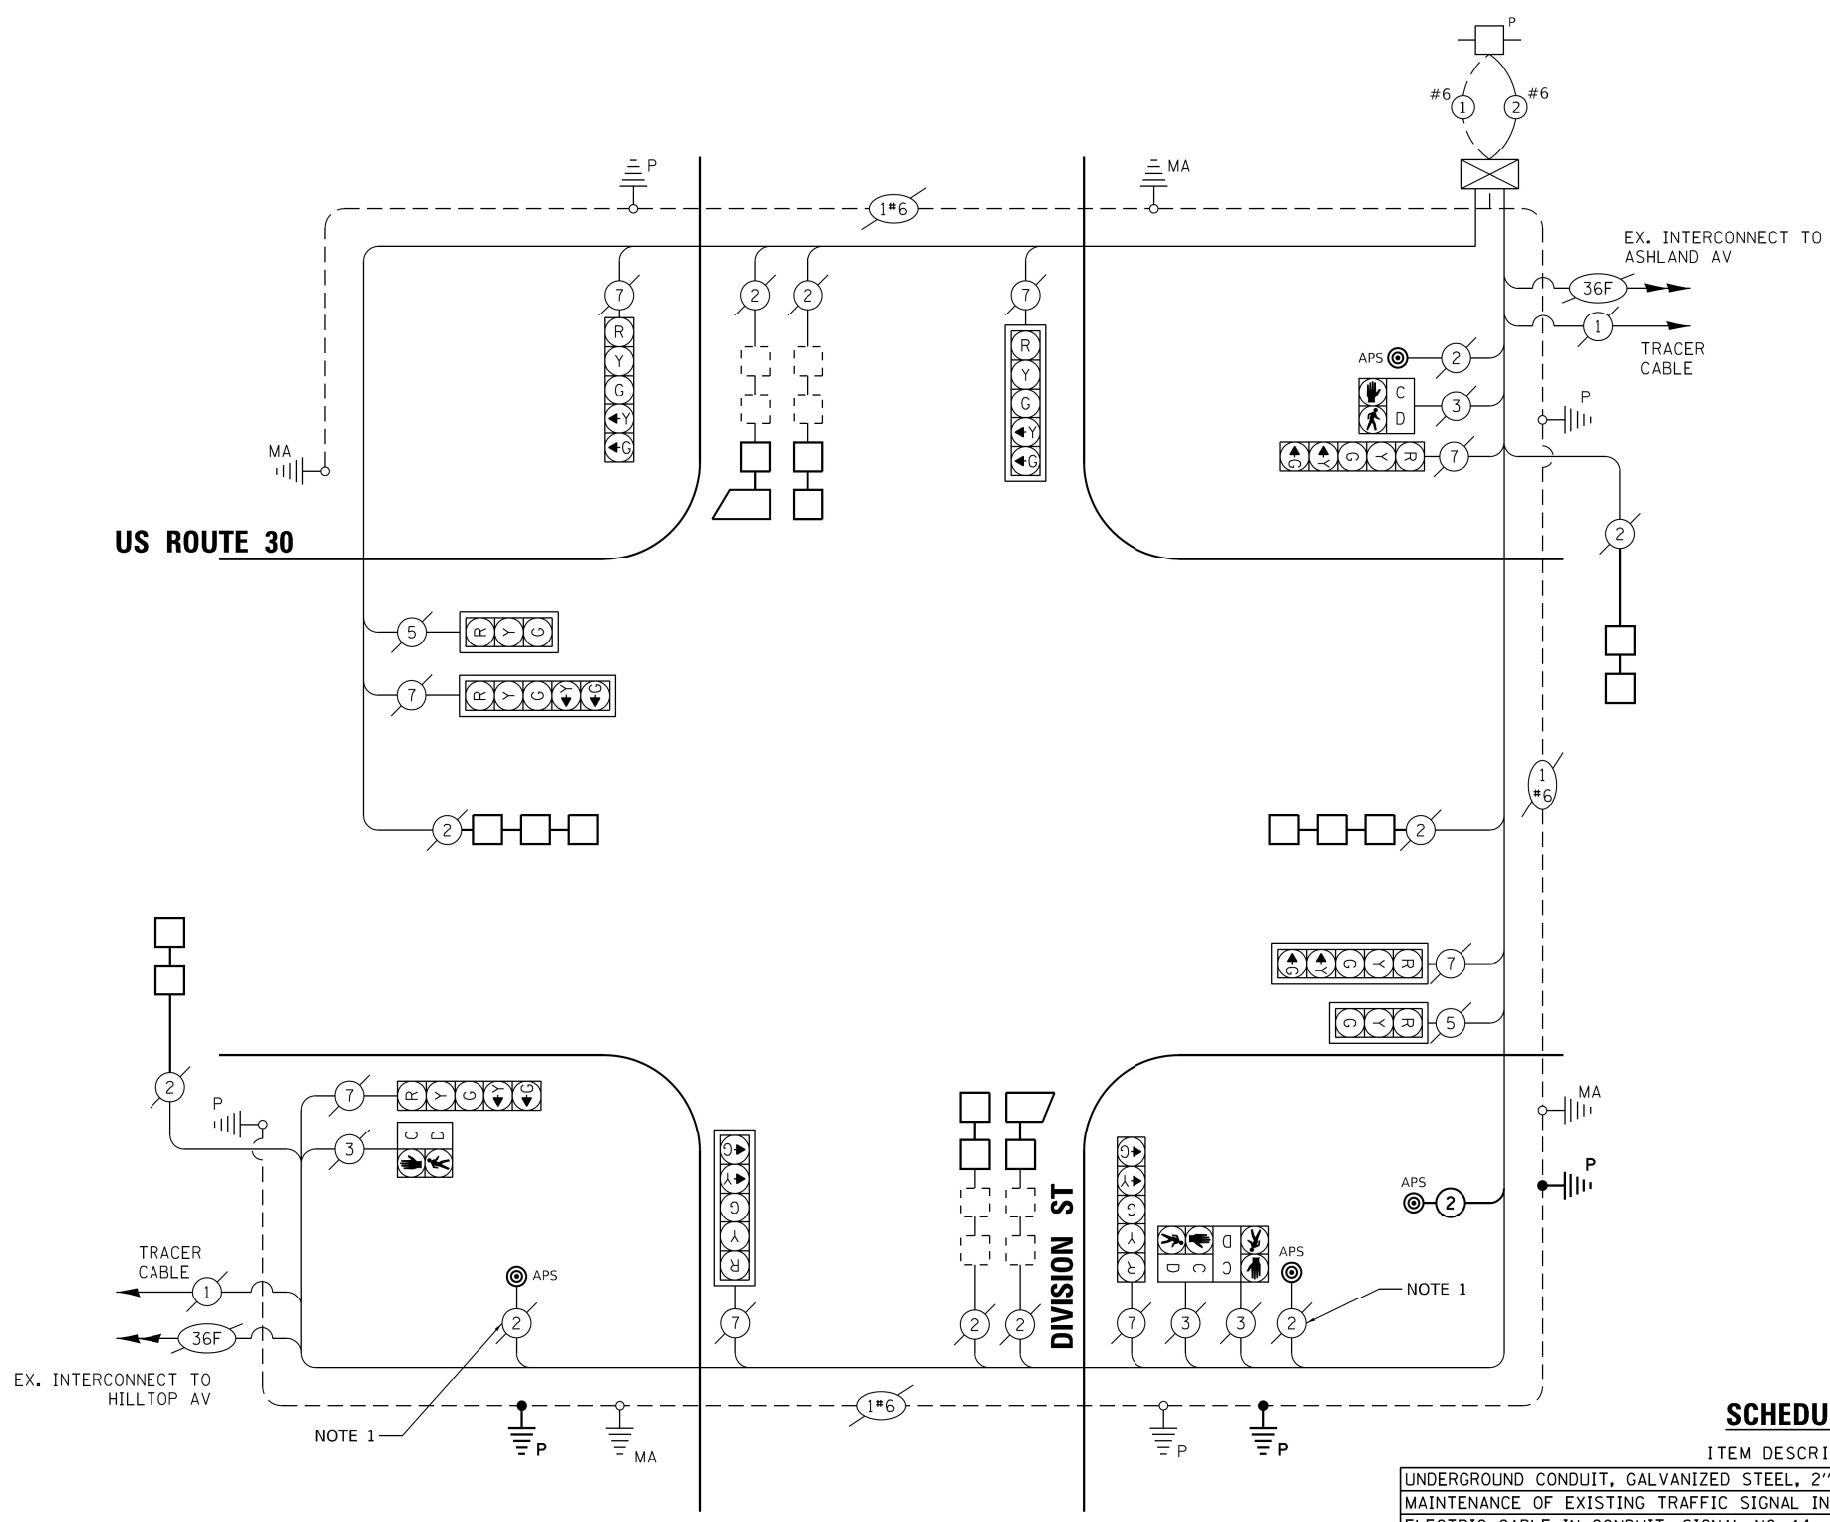 P
#6
1
2
#6
P
1#6
MA
EX. INTERCONNECT TO
ASHLAND AV
7
2
2
7
36F
R
Y
G
Y
G
R
Y
G
Y
G
1
TRACER
CABLE
APS
2
C
D
3
P
MA
G
Y
G
Y
R
7
US ROUTE 30
2
5
R
Y
G
7
R
Y
G
Y
G
1
#6
2
2
G
Y
G
Y
R
7
G
Y
R
5
2
7
R
Y
G
Y
G
P
MA
3
C
D
G
Y
G
Y
R
G
Y
G
Y
R
P
APS
2
DIVISION ST
D
C
D
C
APS
TRACER
CABLE
1
APS
NOTE 1
36F
2
7
2
2
7
3
3
2
EX. INTERCONNECT TO
HILLTOP AV
1#6
NOTE 1
P
MA
P
P
SCHEDU
ITEM DESCRI
UNDERGROUND CONDUIT, GALVANIZED STEEL, 2"
MAINTENANCE OF EXISTING TRAFFIC SIGNAL IN